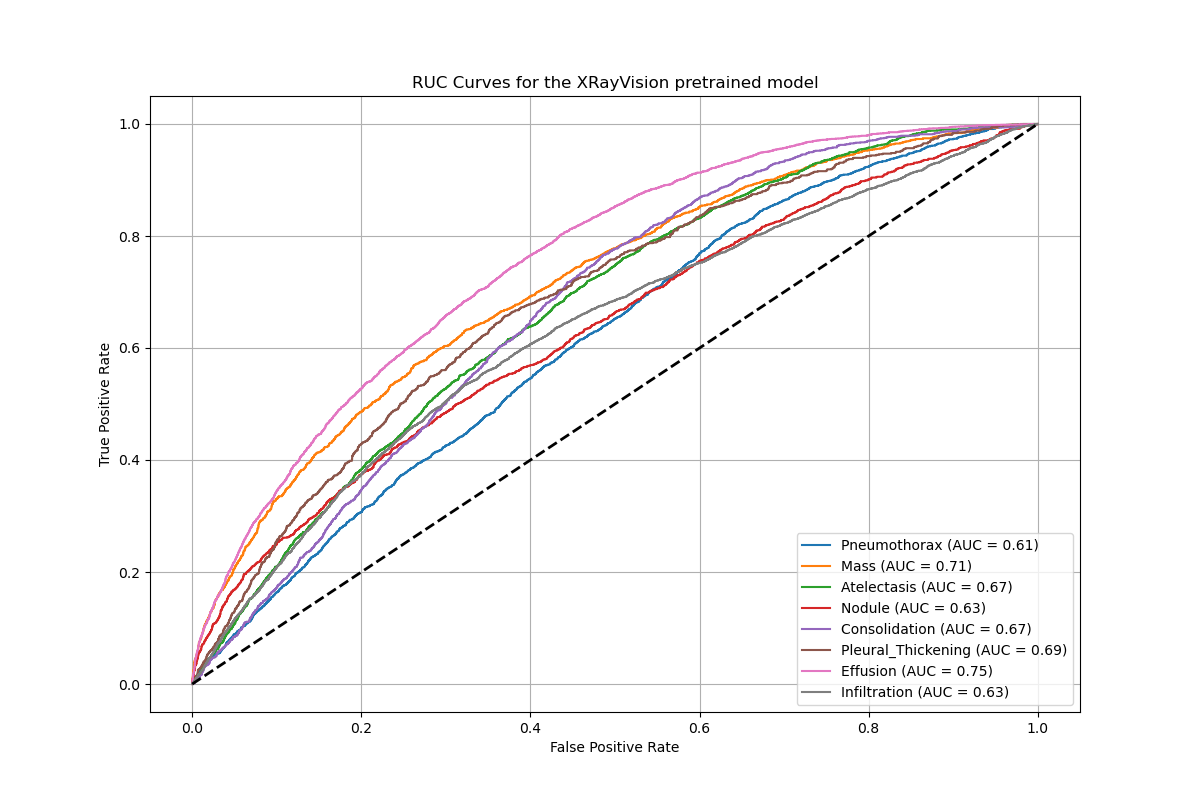 RUC Curves for the XRayVision pretrained model
True Positive Rate
1.0
0.8
0.6
0.4
0.2
0.0
0.0 0.2 0.4 0.6 0.8 1.0
False Positive Rate
Pneumothorax (AUC = 0.61)
Mass (AUC = 0.71)
Atelectasis (AUC = 0.67)
Nodule (AUC = 0.63)
Consolidation (AUC = 0.67)
Pleural_Thickening (AUC = 0.69)
Effusion (AUC = 0.75)
Infiltration (AUC = 0.63)